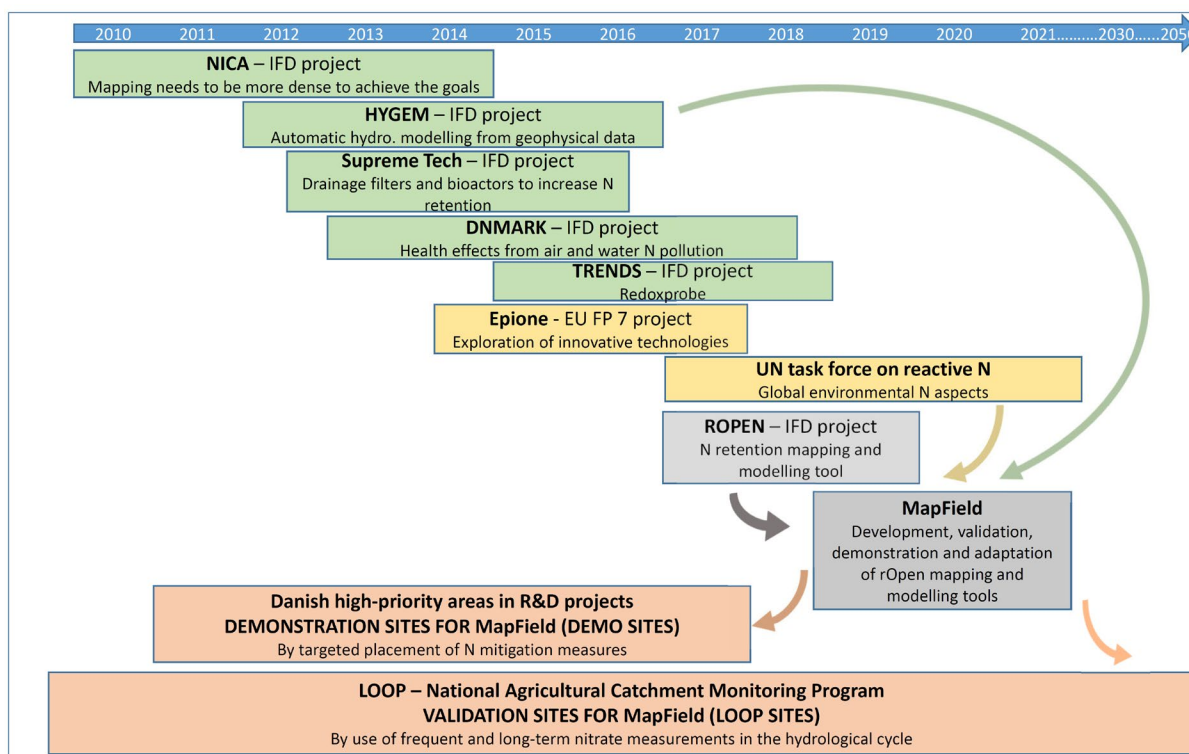 2010 2011 2012 2013 2014 2015 2016 2017 2018 2019 2020 2021..........2030......2050
NICA – IFD project
Mapping needs to be more dense to achieve the goals
HYGEM – IFD project
Automatic hydro. modelling from geophysical data
Supreme Tech – IFD project
Drainage filters and bioactors to increase N
retention
DNMARK – IFD project
Health effects from air and water N pollution
TRENDS – IFD project
Redoxprobe
Epione - EU FP 7 project
Exploration of innovative technologies
UN task force on reactive N
Global environmental N aspects
ROPEN – IFD project
N retention mapping and
modelling tool
MapField
Development, validation,
demonstration and adaptation
of rOpen mapping and
modelling tools
Danish high-priority areas in R&D projects
DEMONSTRATION SITES FOR MapField (DEMO SITES)
By targeted placement of N mitigation measures
LOOP – National Agricultural Catchment Monitoring Program
VALIDATION SITES FOR MapField (LOOP SITES)
By use of frequent and long-term nitrate measurements in the hydrological cycle